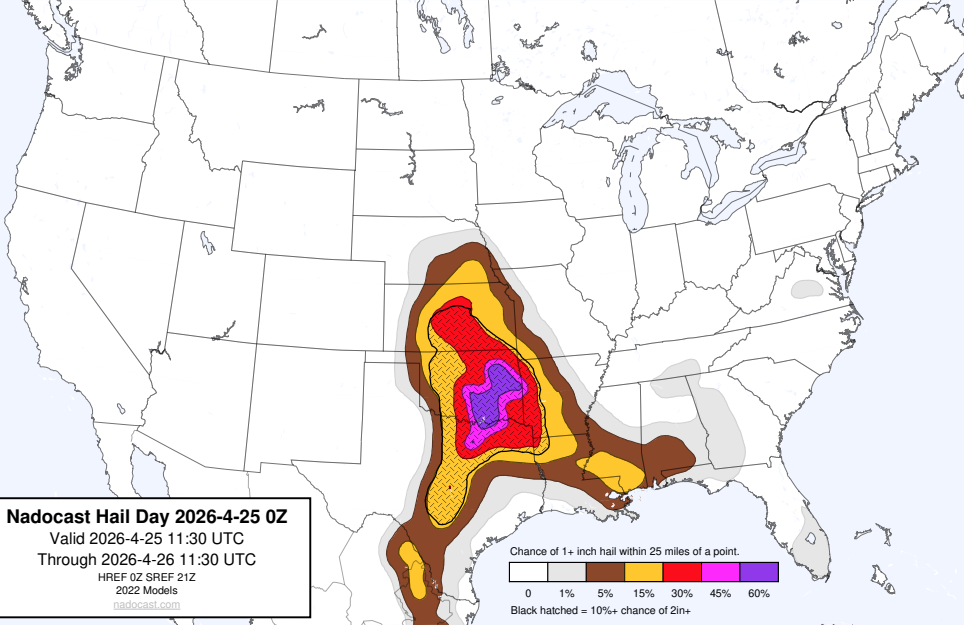 Nadocast Hail Day 2026-4-25 0Z
Valid 2026-4-25 11:30 UTC
Through 2026-4-26 11:30 UTC
HREF 0Z SREF 21Z
2022 Models
nadocast.com
Chance of 1+ inch hail within 25 miles of a point.
0 1% 5% 15% 30% 45% 60%
Black hatched = 10%+ chance of 2in+